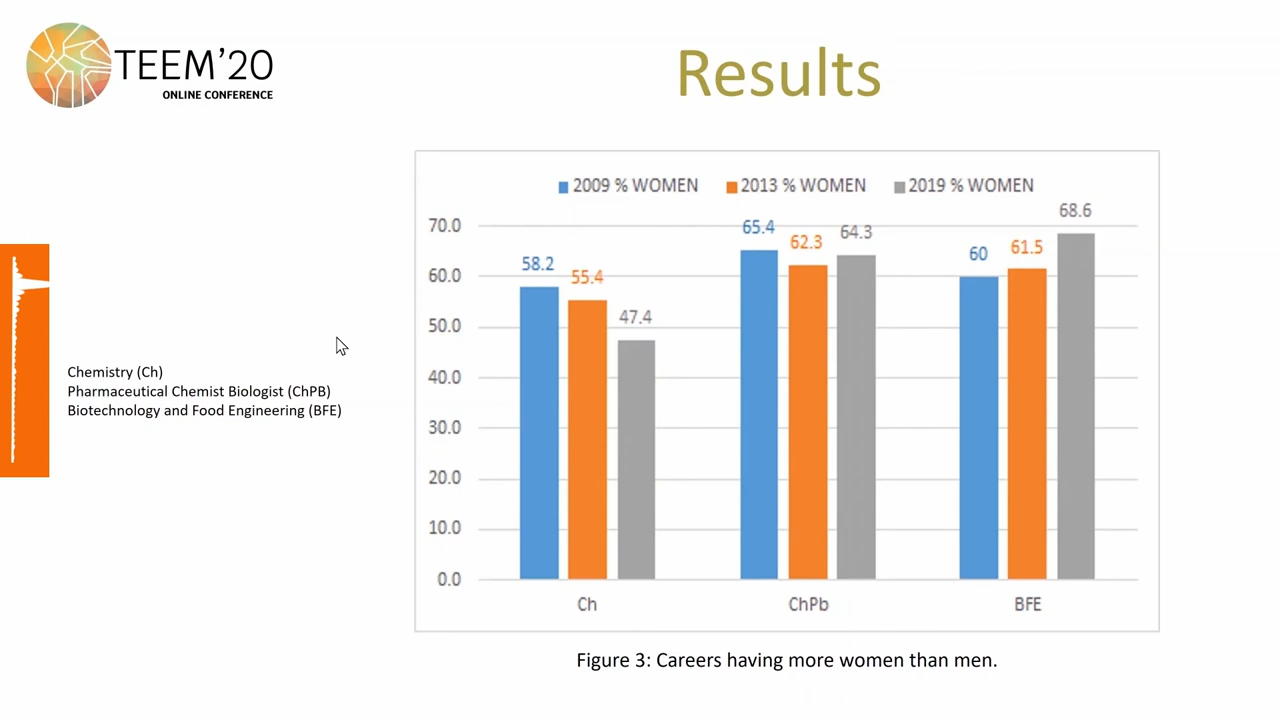 TEEM’20
ONLINE CONFERENCE
Results
2009 % WOMEN 2013 % WOMEN 2019 % WOMEN
70.0
60.0
50.0
40.0
30.0
20.0
10.0
0.0
58.2
55.4
47.4
65.4
62.3
64.3
60
61.5
68.6
Ch
ChPb
BFE
Chemistry (Ch)
Pharmaceutical Chemist Biologist (ChPB)
Biotechnology and Food Engineering (BFE)
Figure 3: Careers having more women than men.